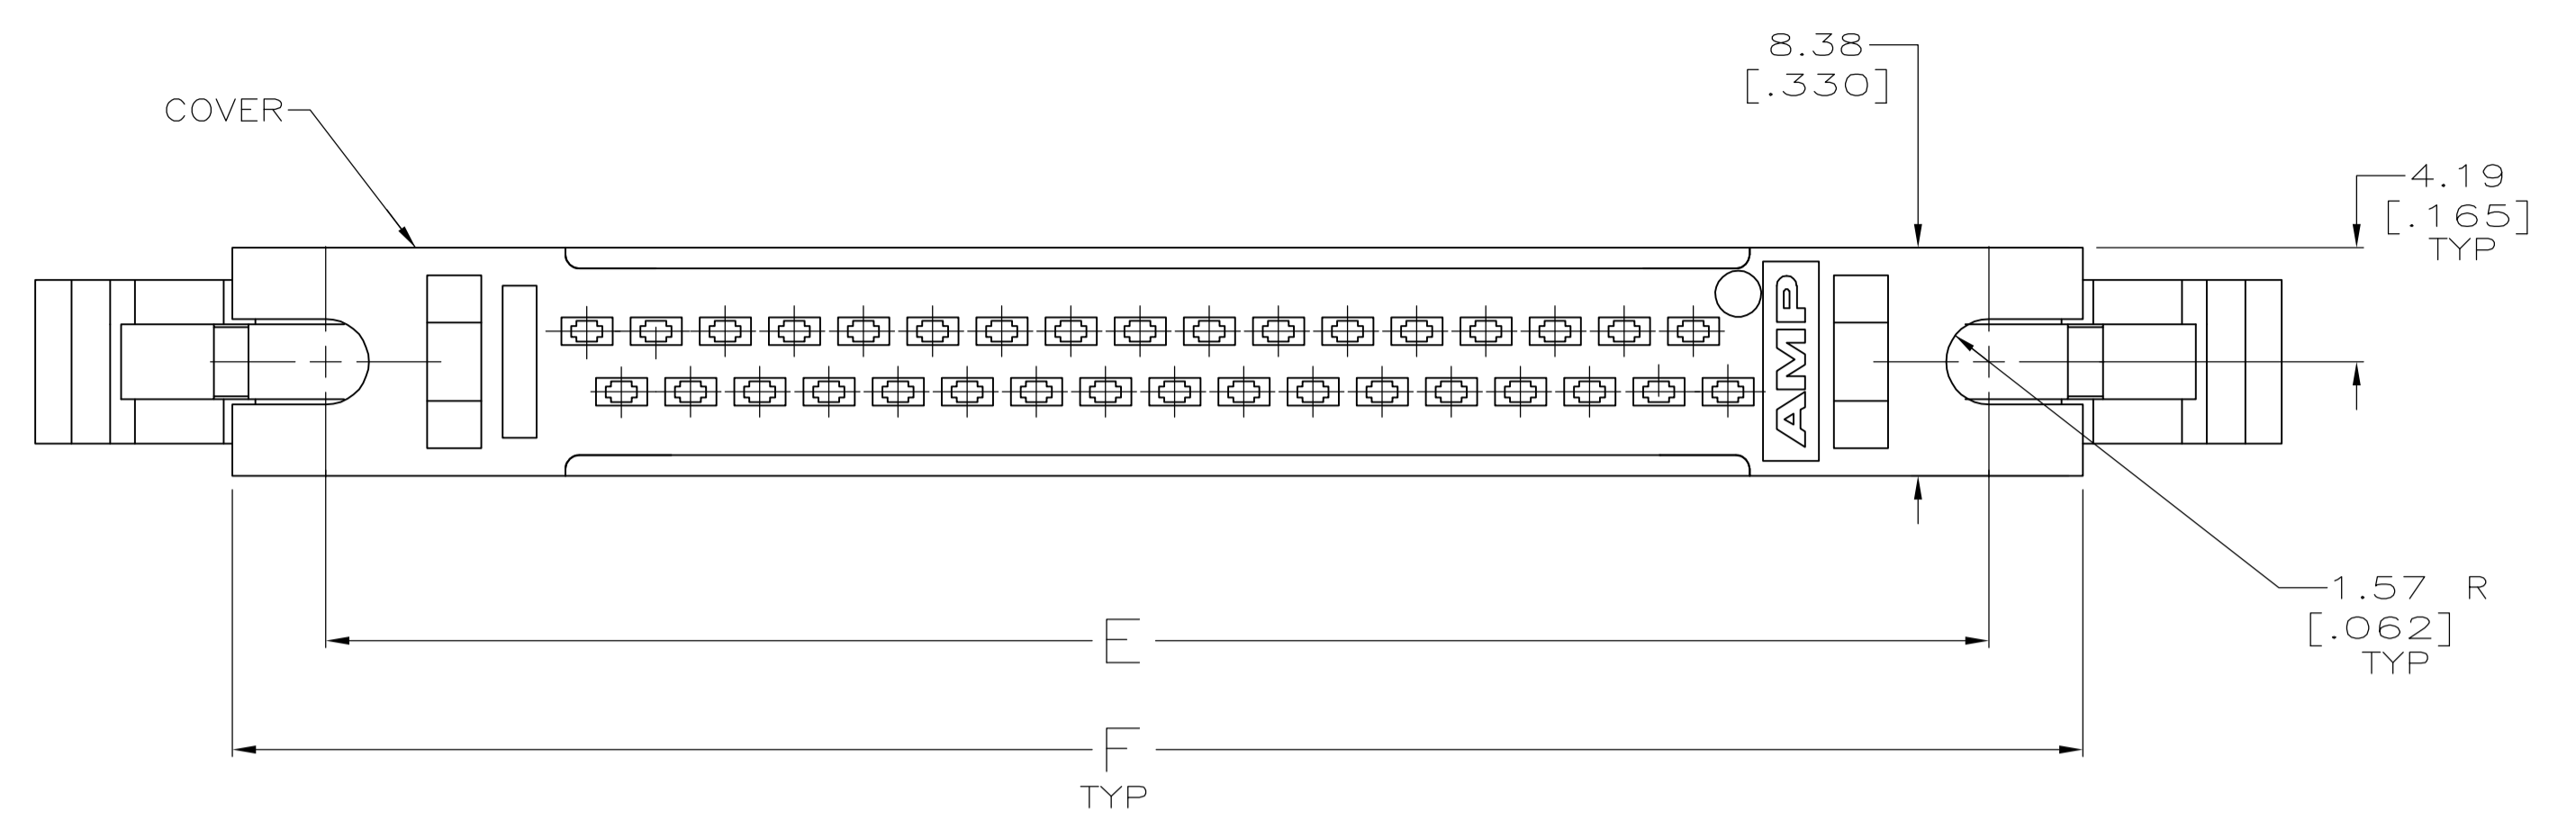 COVER
8.38
[.330]
4.19
[.165]
TYP
AMP
1.57 R
[.062]
TYP
E
F
TYP